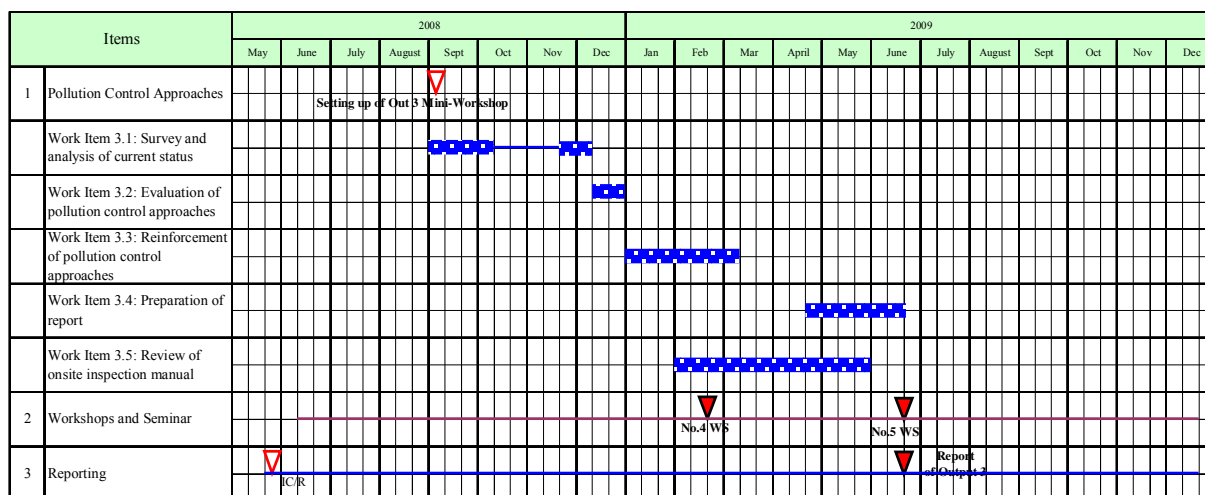 Items
2008
2009
May June July August Sept Oct Nov Dec Jan Feb Mar April May June July August Sept Oct Nov Dec
1 Pollution Control Approaches
Setting up of Out 3 Mini-Workshop
Work Item 3.1: Survey and
analysis of current status
Work Item 3.2: Evaluation of
pollution control approaches
Work Item 3.3: Reinforcement
of pollution control
approaches
Work Item 3.4: Preparation of
report
Work Item 3.5: Review of
onsite inspection manual
2 Workshops and Seminar
No.4 WS
No.5 WS
3 Reporting
IC/R
Report
of Output 3